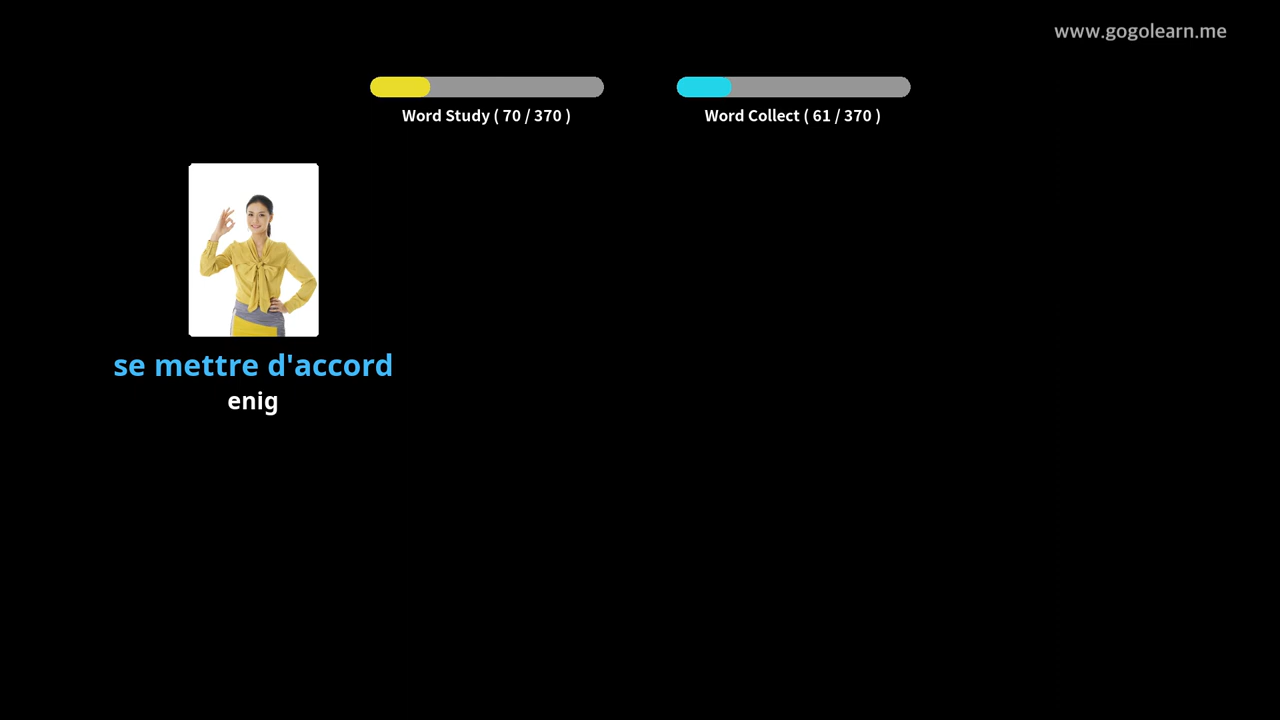 www.gogolearn.me
Word Study ( 70 / 370 )
Word Collect ( 61 / 370 )
se mettre d'accord
enig